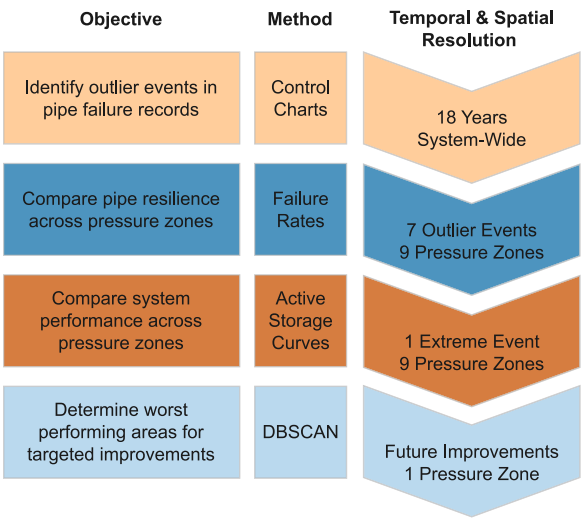 Objective
Method
Temporal & Spatial
Resolution
Identify outlier events in
pipe failure records
Control
Charts
18 Years
System-Wide
Compare pipe resilience
across pressure zones
Failure
Rates
7 Outlier Events
9 Pressure Zones
Compare system
performance across
pressure zones
Active
Storage
Curves
1 Extreme Event
9 Pressure Zones
Determine worst
performing areas for
targeted improvements
DBSCAN
Future Improvements
1 Pressure Zone